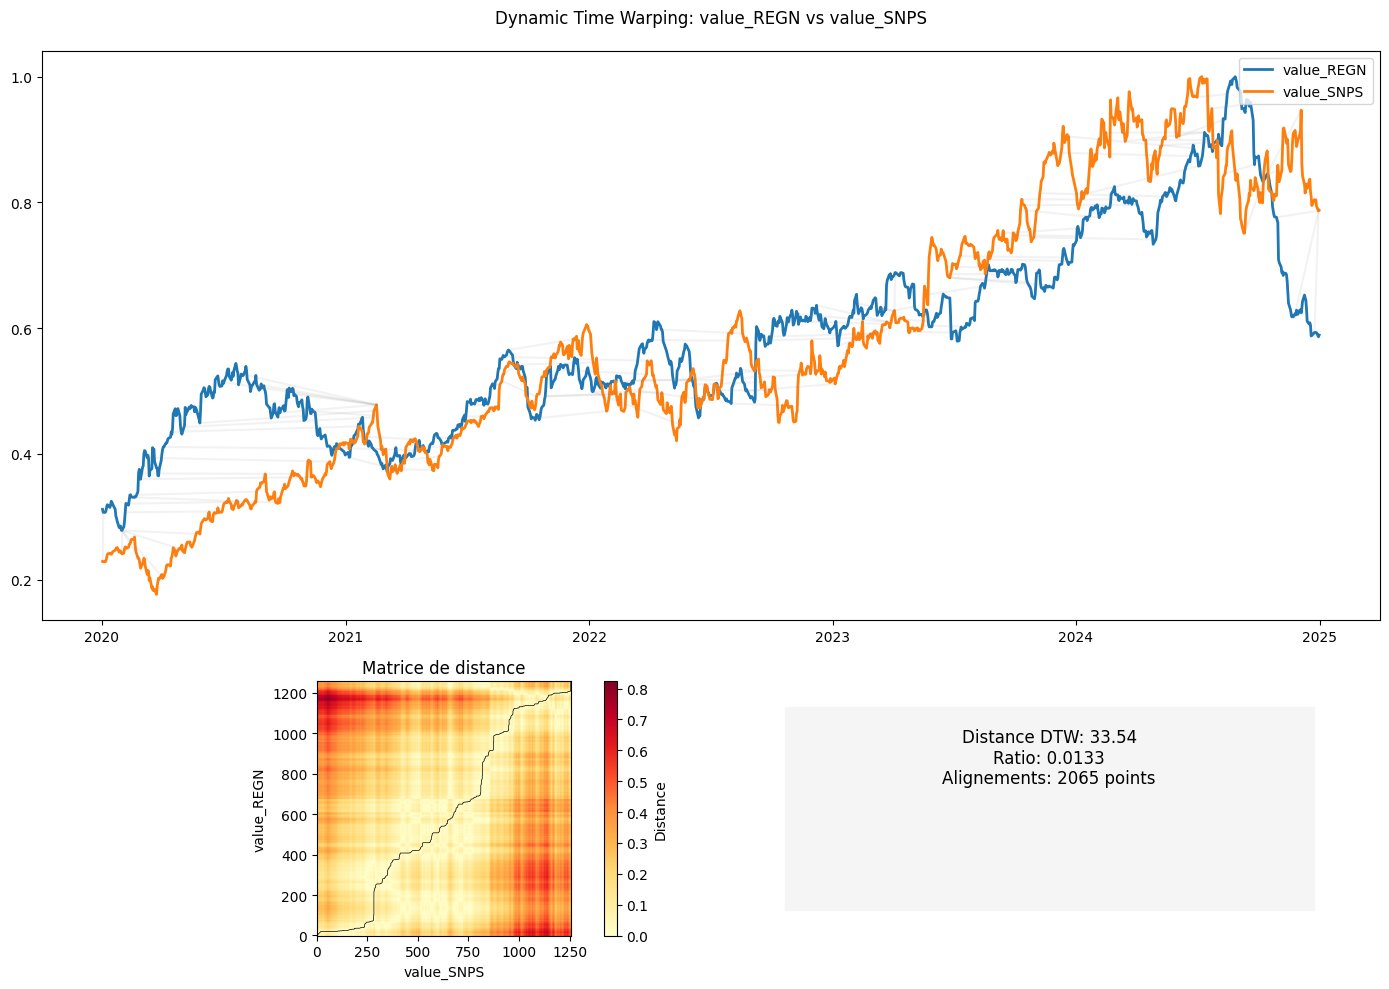 Dynamic Time Warping: value_REGN vs value_SNPS
value_REGN
value_SNPS
1.0
0.8
0.6
0.4
0.2
2020 2021 2022 2023 2024 2025
Matrice de distance
value_REGN
1200
1000
800
600
400
200
0
0 250 500 750 1000 1250
value_SNPS
0.8
0.7
0.6
0.5
0.4
0.3
0.2
0.1
0.0
Distance
Distance DTW: 33.54
Ratio: 0.0133
Alignements: 2065 points